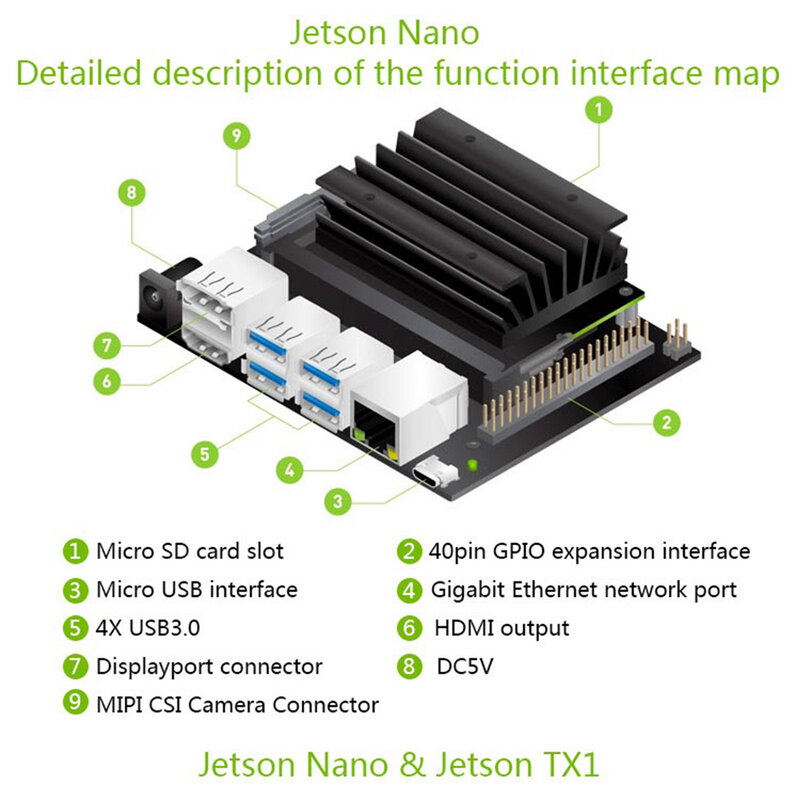 Jetson Nano
Detailed description of the function interface map
1
9
8
7
6
5
4
3
2
1 Micro SD card slot
2 40pin GPIO expansion interface
3 Micro USB interface
4 Gigabit Ethernet network port
5 4X USB3.0
6 HDMI output
7 Displayport connector
8 DC5V
9 MIPI CSI Camera Connector
Jetson Nano & Jetson TX1